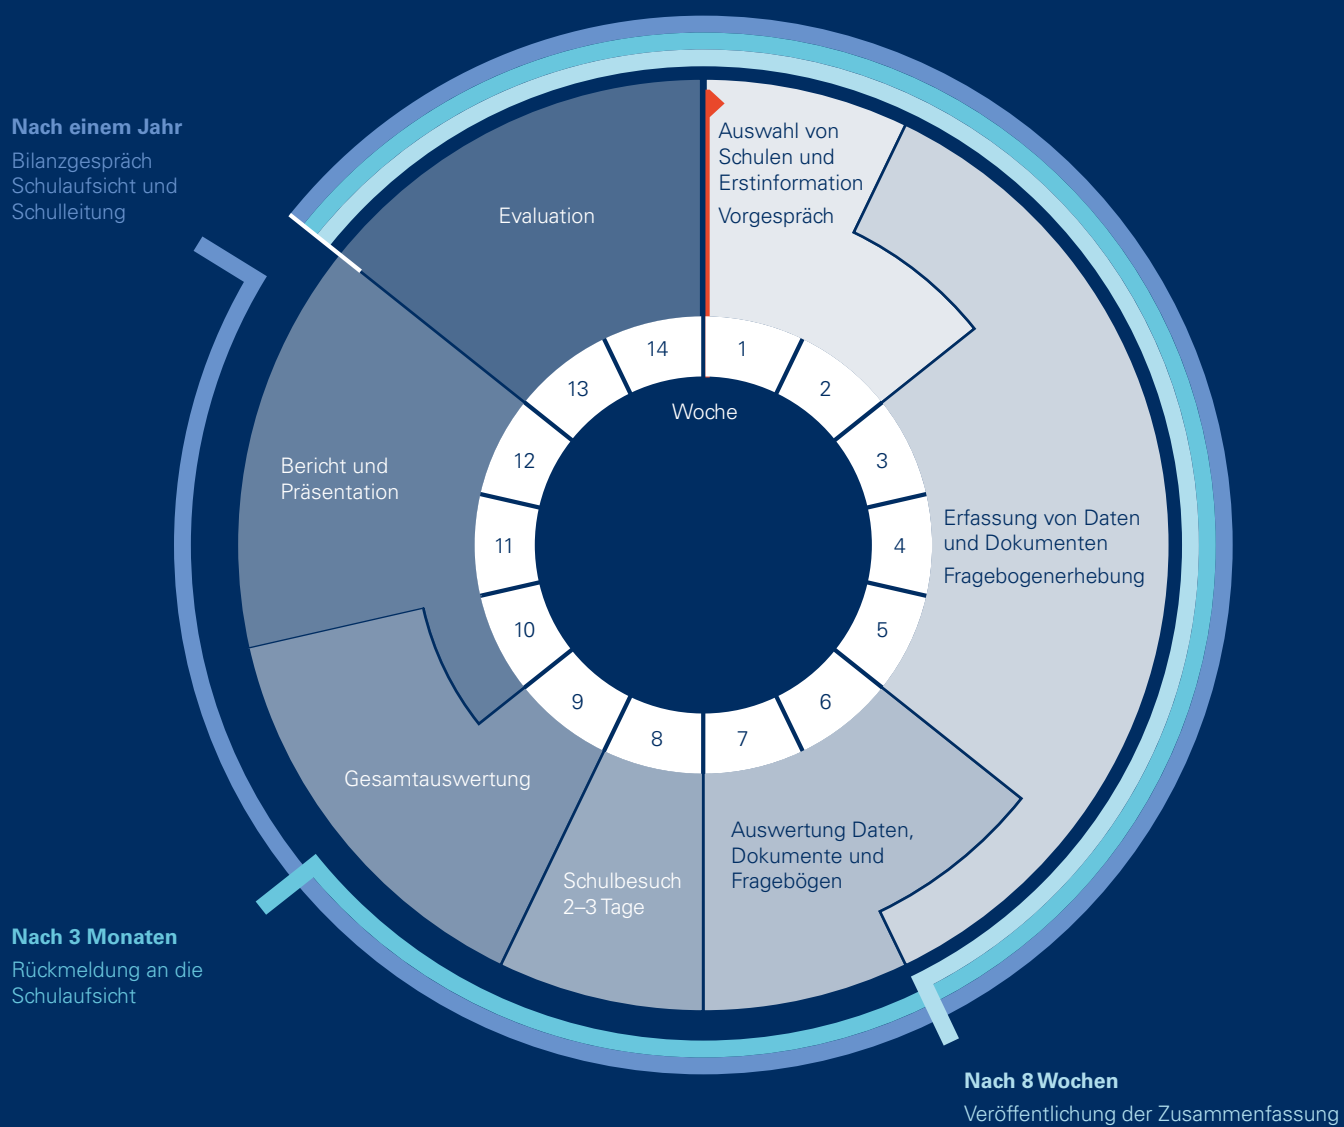 Nach einem Jahr
Bilanzgespräch
Schulaufsicht und
Schulleitung
Evaluation
Auswahl von
Schulen und
Erstinformation
Vorgespräch
14
1
13
2
Woche
12
3
Bericht und
Präsentation
11
4
Erfassung von Daten
und Dokumenten
Fragebogenerhebung
10
5
9
6
8
7
Gesamtauswertung
Auswertung Daten,
Dokumente und
Fragebögen
Schulbesuch
2–3 Tage
Nach 3 Monaten
Rückmeldung an die
Schulaufsicht
Nach 8 Wochen
Veröffentlichung der Zusammenfassung